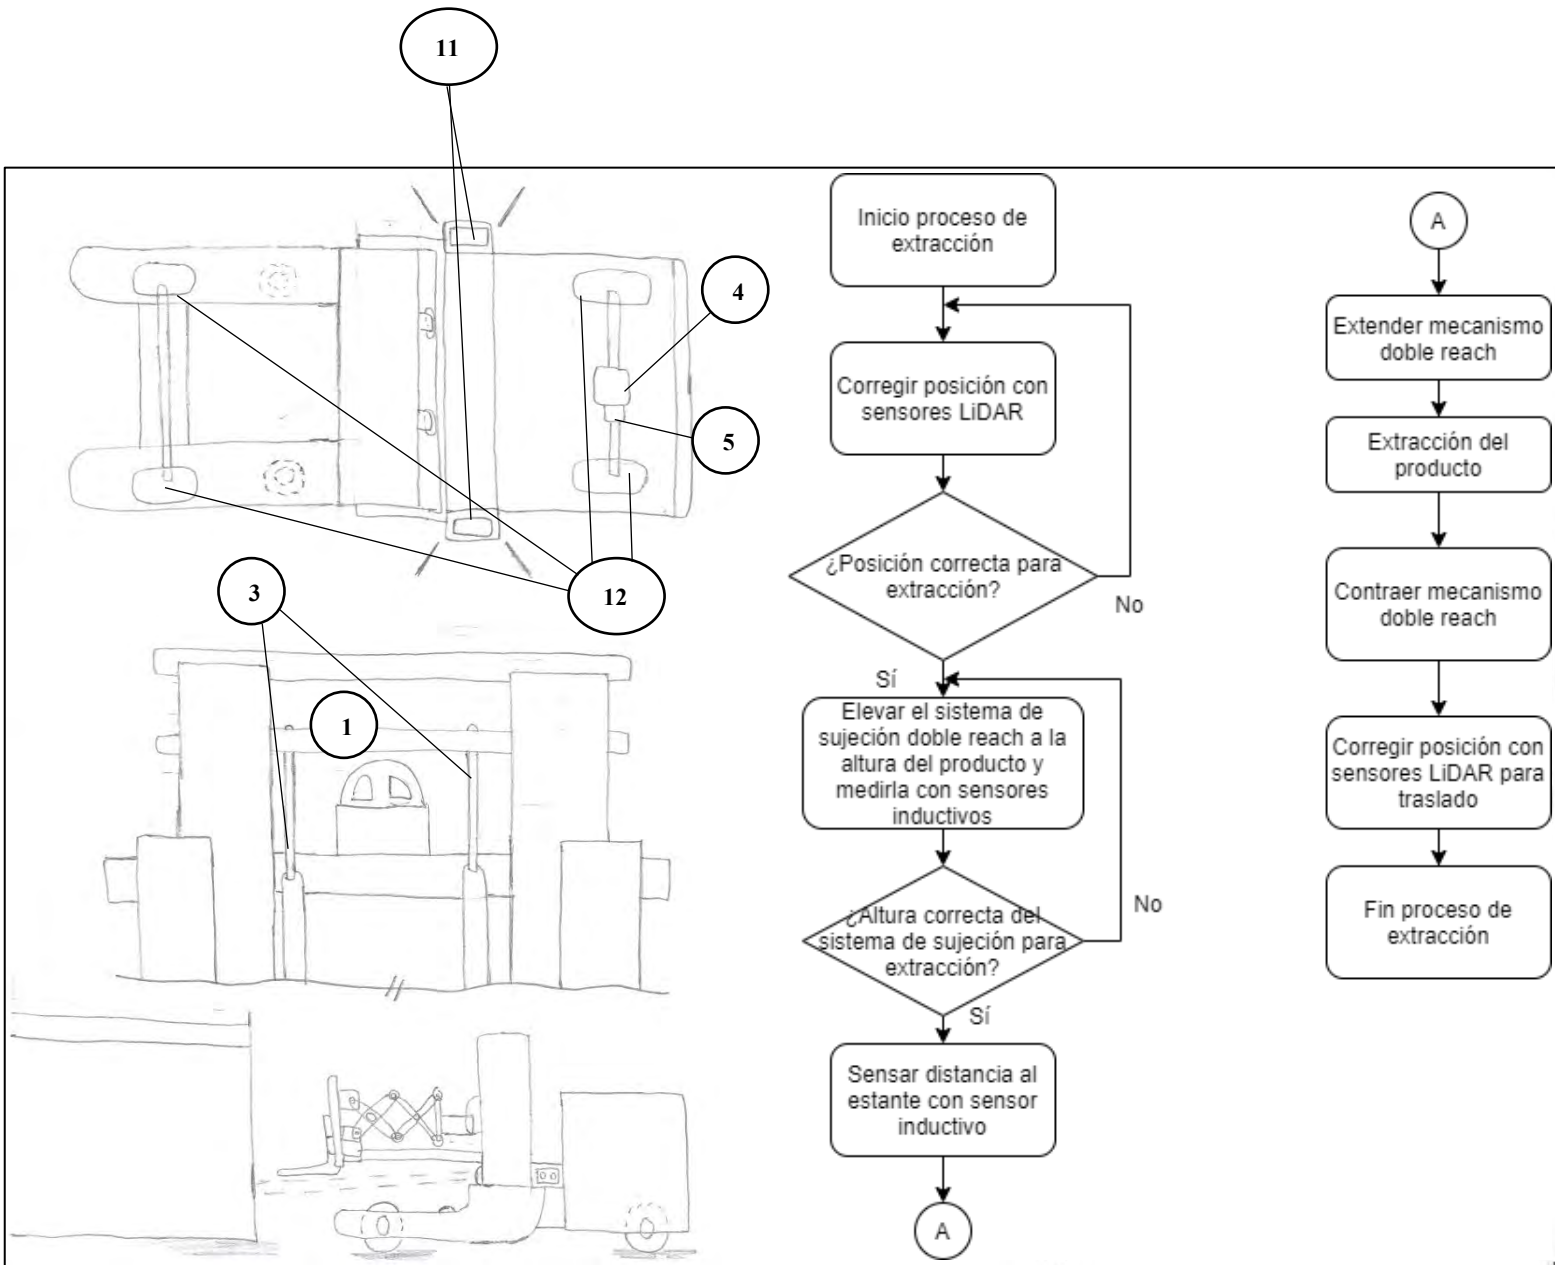 11
4
5
12
3
1
Inicio proceso de
extracción
Corregir posición con
sensores LiDAR
¿Posición correcta para
extracción?
No
Sí
Elevar el sistema de
sujeción doble reach a la
altura del producto y
medirla con sensores
inductivos
¿Altura correcta del
sistema de sujeción para
extracción?
No
Sí
Sensar distancia al
estante con sensor
inductivo
A
A
Extender mecanismo
doble reach
Extracción del
producto
Contraer mecanismo
doble reach
Corregir posición con
sensores LiDAR para
traslado
Fin proceso de
extracción